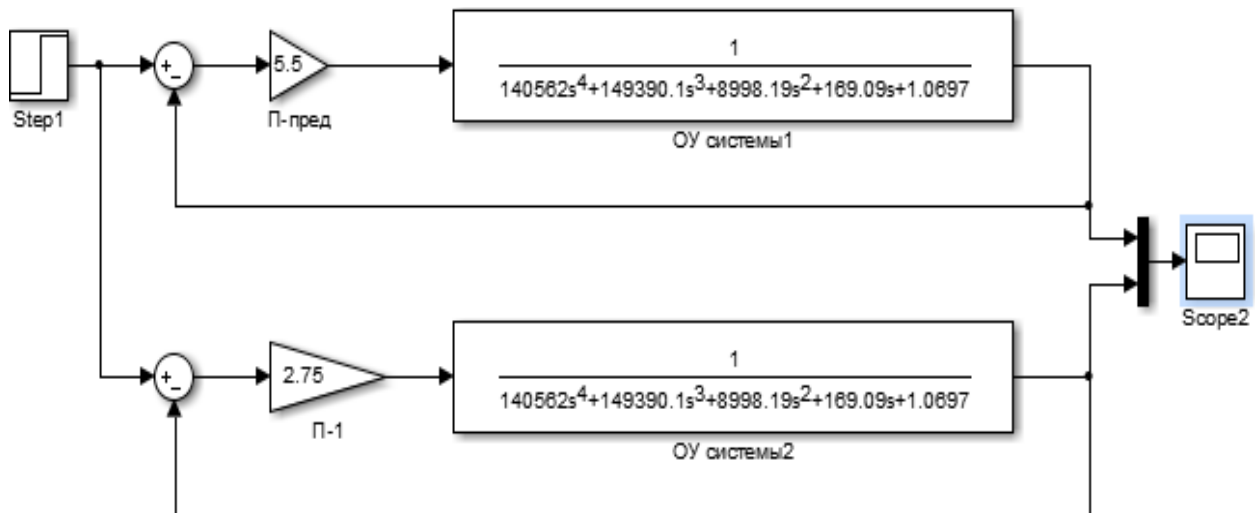 1
140562s4+149390.1s3+8998.19s2+169.09s+1.0697
ОУ системы1
Step1
+
-
5.5
П-пред
Scope2
1
140562s4+149390.1s3+8998.19s2+169.09s+1.0697
ОУ системы2
+
-
2.75
П-1